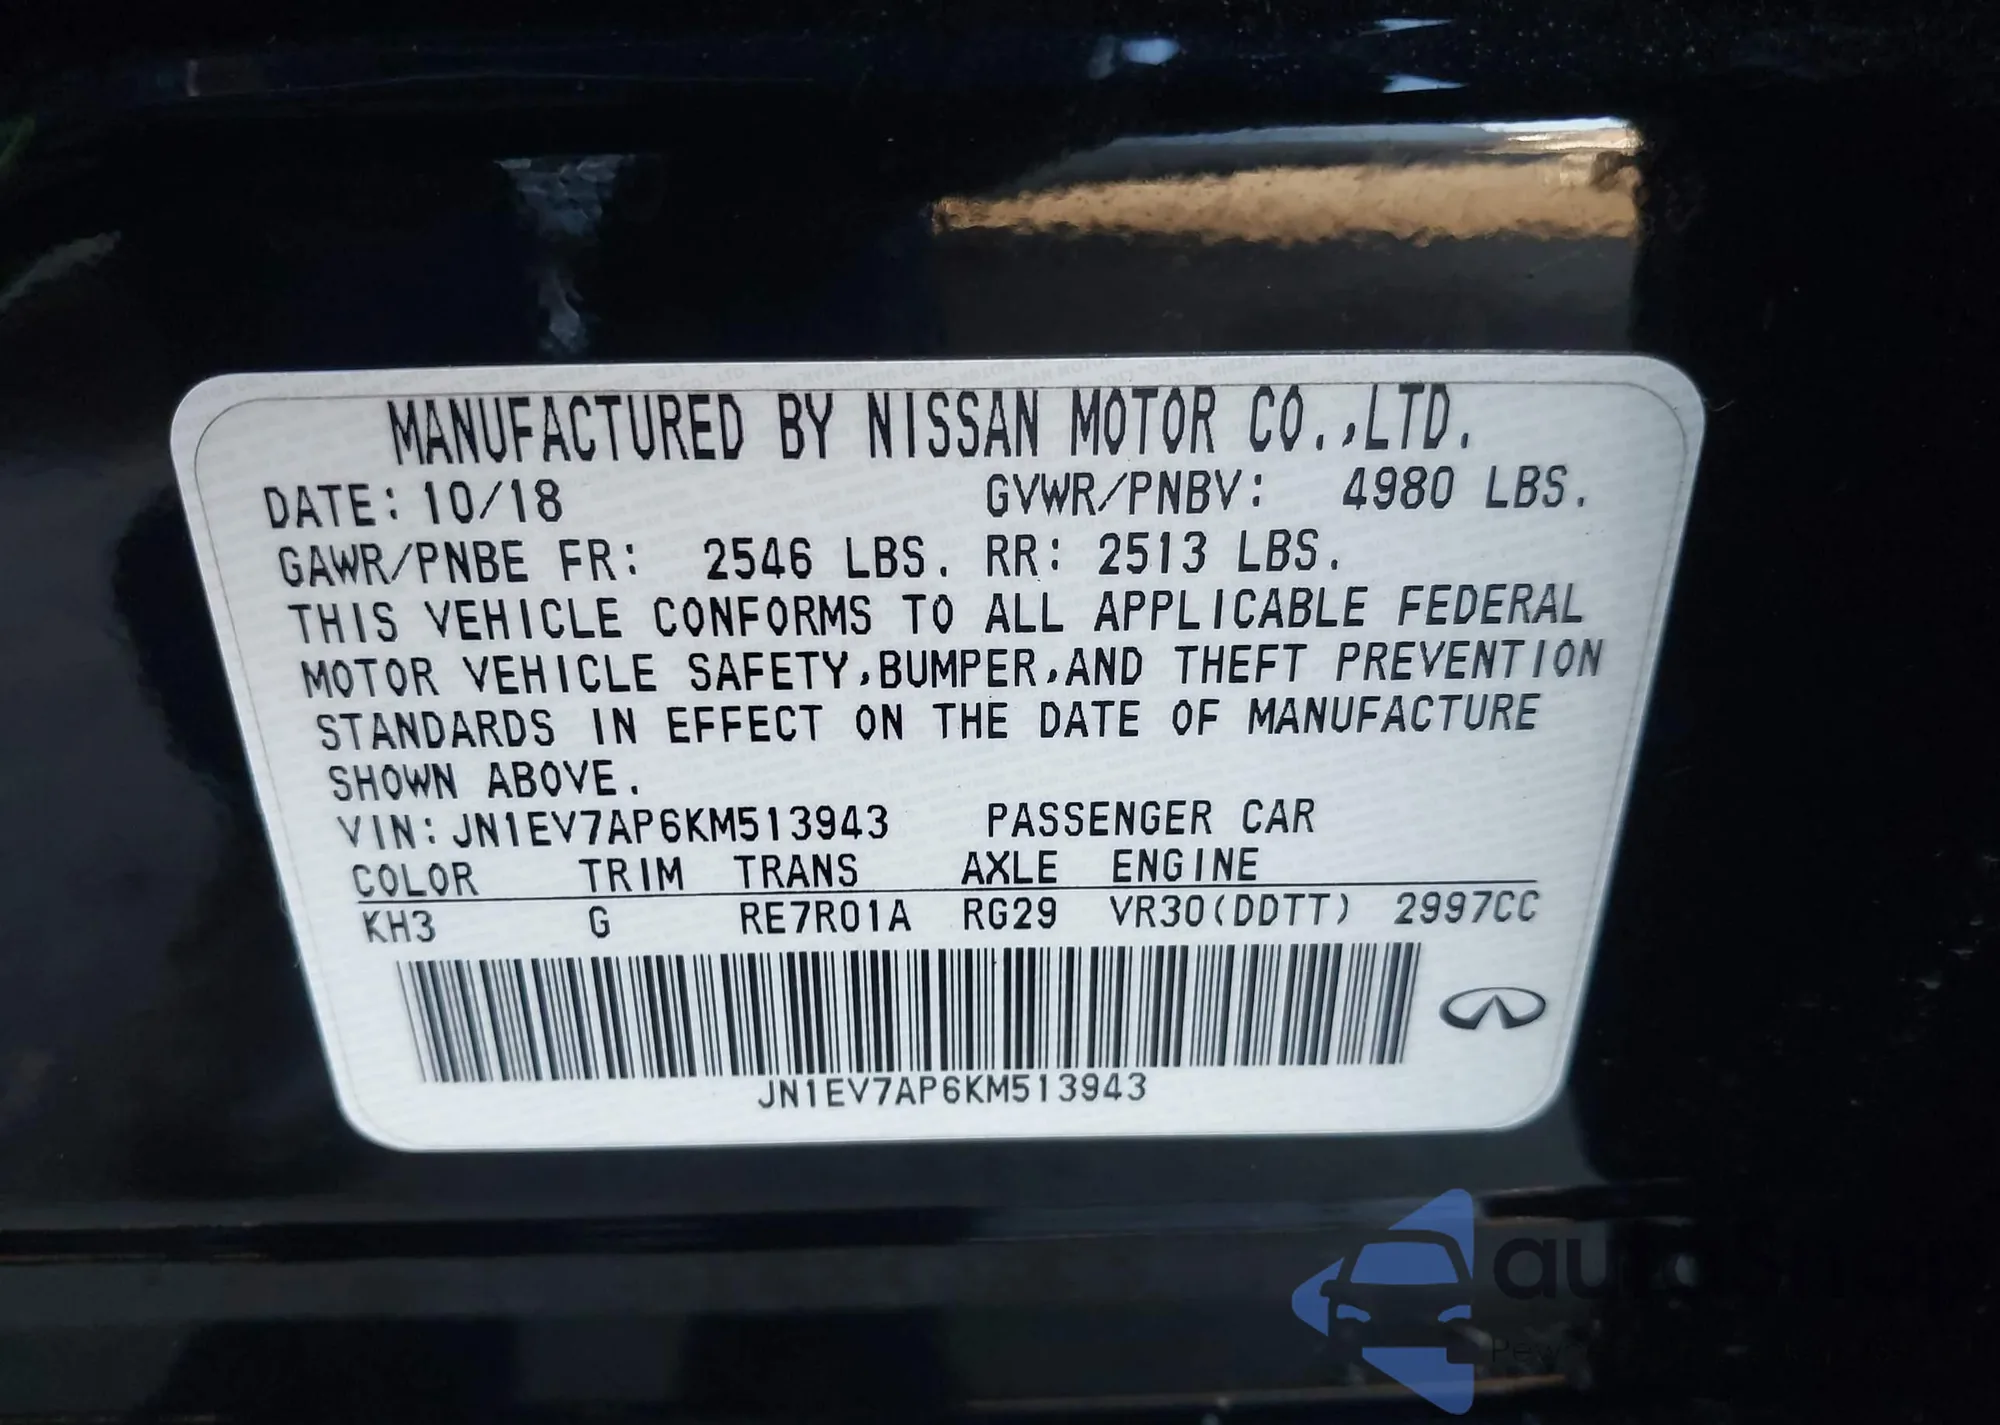 MANUFACTURED BY NISSAN MOTOR CO.,LTD.
DATE: 10/18 GVWR/PNBV: 4980 LBS.
GAWR/PNBE FR: 2546 LBS. RR: 2513 LBS.
THIS VEHICLE CONFORMS TO ALL APPLICABLE FEDERAL
MOTOR VEHICLE SAFETY,BUMPER,AND THEFT PREVENTION
STANDARDS IN EFFECT ON THE DATE OF MANUFACTURE
SHOWN ABOVE.
VIN: JN1EV7AP6KM513943 PASSENGER CAR
COLOR TRIM TRANS AXLE ENGINE
KH3 G RE7R01A RG29 VR30(DDTT) 2997CC
JN1EV7AP6KM513943